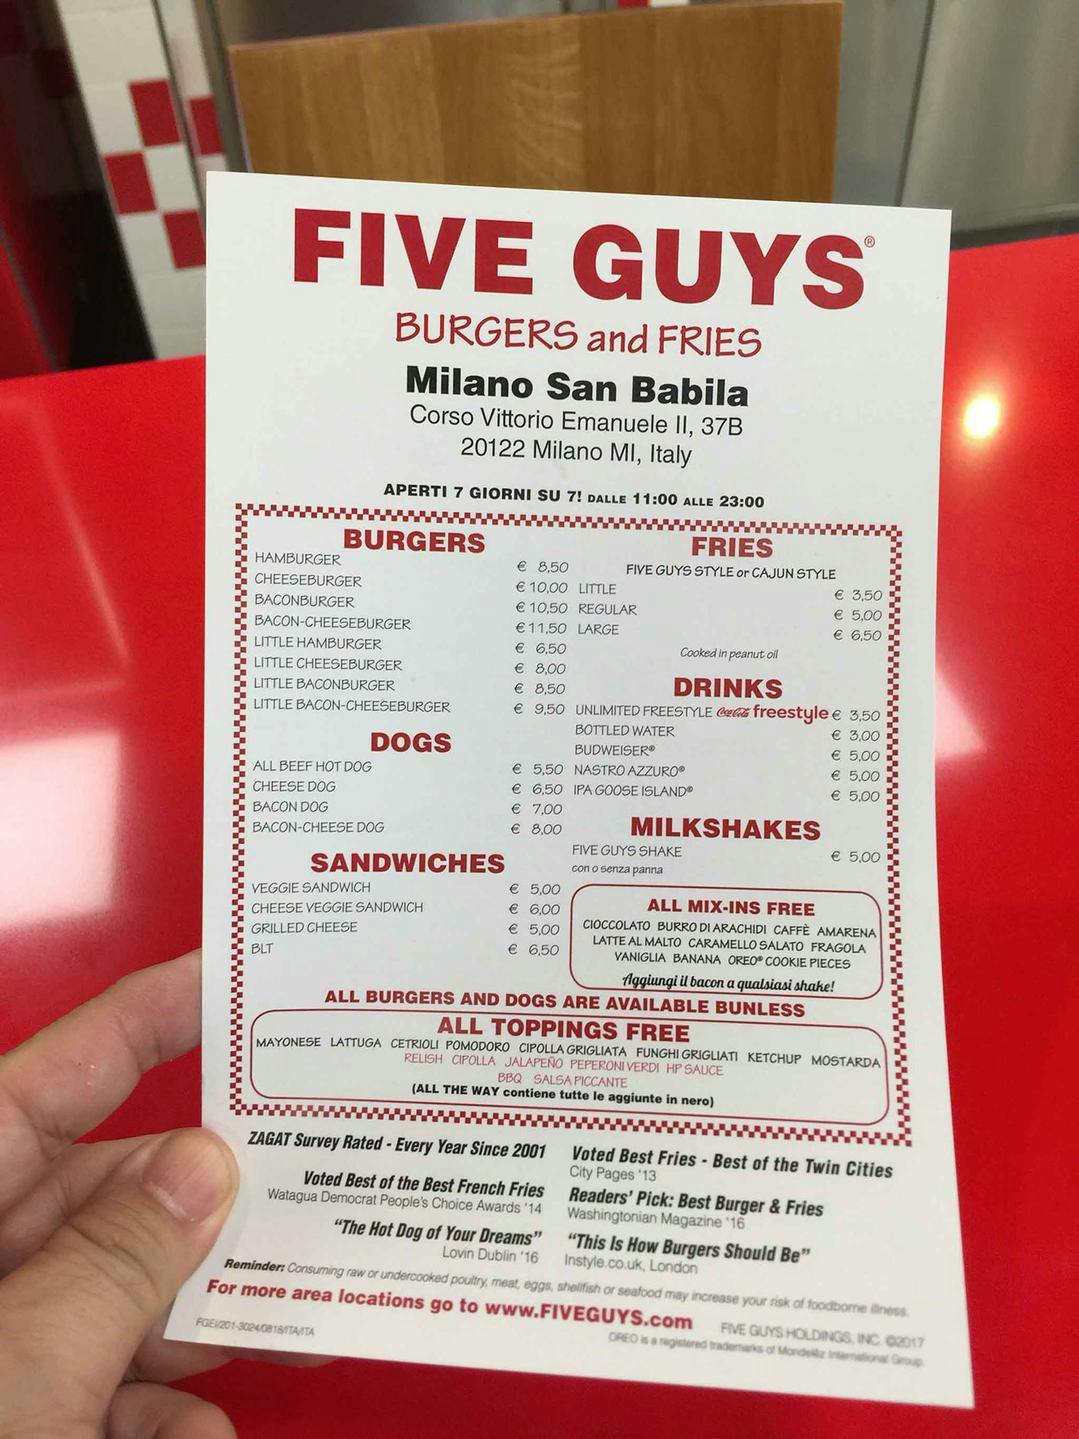 FIVE GUYS®
BURGERS and FRIES
Milano San Babila
Corso Vittorio Emanuele II, 37B
20122 Milano MI, Italy
APERTI 7 GIORNI SU 7! DALLE 11:00 ALLE 23:00
BURGERS
HAMBURGER € 8,50
CHEESEBURGER € 10,00
BACONBURGER € 10,50
BACON-CHEESEBURGER € 11,50
LITTLE HAMBURGER € 6,50
LITTLE CHEESEBURGER € 8,00
LITTLE BACONBURGER € 8,50
LITTLE BACON-CHEESEBURGER € 9,50
DOGS
ALL BEEF HOT DOG € 5,50
CHEESE DOG € 6,50
BACON DOG € 7,00
BACON-CHEESE DOG € 8,00
SANDWICHES
VEGGIE SANDWICH € 5,00
CHEESE VEGGIE SANDWICH € 6,00
GRILLED CHEESE € 5,00
BLT € 6,50
FRIES
FIVE GUYS STYLE or CAJUN STYLE
LITTLE € 3,50
REGULAR € 5,00
LARGE € 6,50
Cooked in peanut oil
DRINKS
UNLIMITED FREESTYLE Coca-Cola freestyle € 3,50
BOTTLED WATER € 3,00
BUDWEISER® € 5,00
NASTRO AZZURO® € 5,00
IPA GOOSE ISLAND® € 5,00
MILKSHAKES
FIVE GUYS SHAKE € 5,00
con o senza panna
ALL MIX-INS FREE
CIOCCOLATO BURRO DI ARACHIDI CAFFÈ AMARENA
LATTE AL MALTO CARAMELLO SALATO FRAGOLA
VANIGLIA BANANA OREO® COOKIE PIECES
Aggiungi il bacon a qualsiasi shake!
ALL BURGERS AND DOGS ARE AVAILABLE BUNLESS
ALL TOPPINGS FREE
MAYONESE LATTUGA CETRIOLI POMODORO CIPOLLA GRIGLIATA FUNGHI GRIGLIATI KETCHUP MOSTARDA
RELISH CIPOLLA JALAPEÑO PEPERONI VERDI HP SAUCE
BBQ SALSA PICCANTE
(ALL THE WAY contiene tutte le aggiunte in nero)
ZAGAT Survey Rated - Every Year Since 2001
Voted Best of the Best French Fries
Watagua Democrat People's Choice Awards '14
"The Hot Dog of Your Dreams"
Lovin Dublin '16
Voted Best Fries - Best of the Twin Cities
City Pages '13
Readers' Pick: Best Burger & Fries
Washingtonian Magazine '16
"This Is How Burgers Should Be"
Instyle.co.uk, London
Reminder: Consuming raw or undercooked poultry, meat, eggs, shellfish or seafood may increase your risk of foodborne illness.
For more area locations go to www.FIVEGUYS.com
FIVE GUYS HOLDINGS, INC. ©2017
FGEI/201-3024/0818/ITA/ITA
OREO is a registered trademarks of Mondelēz International Group.